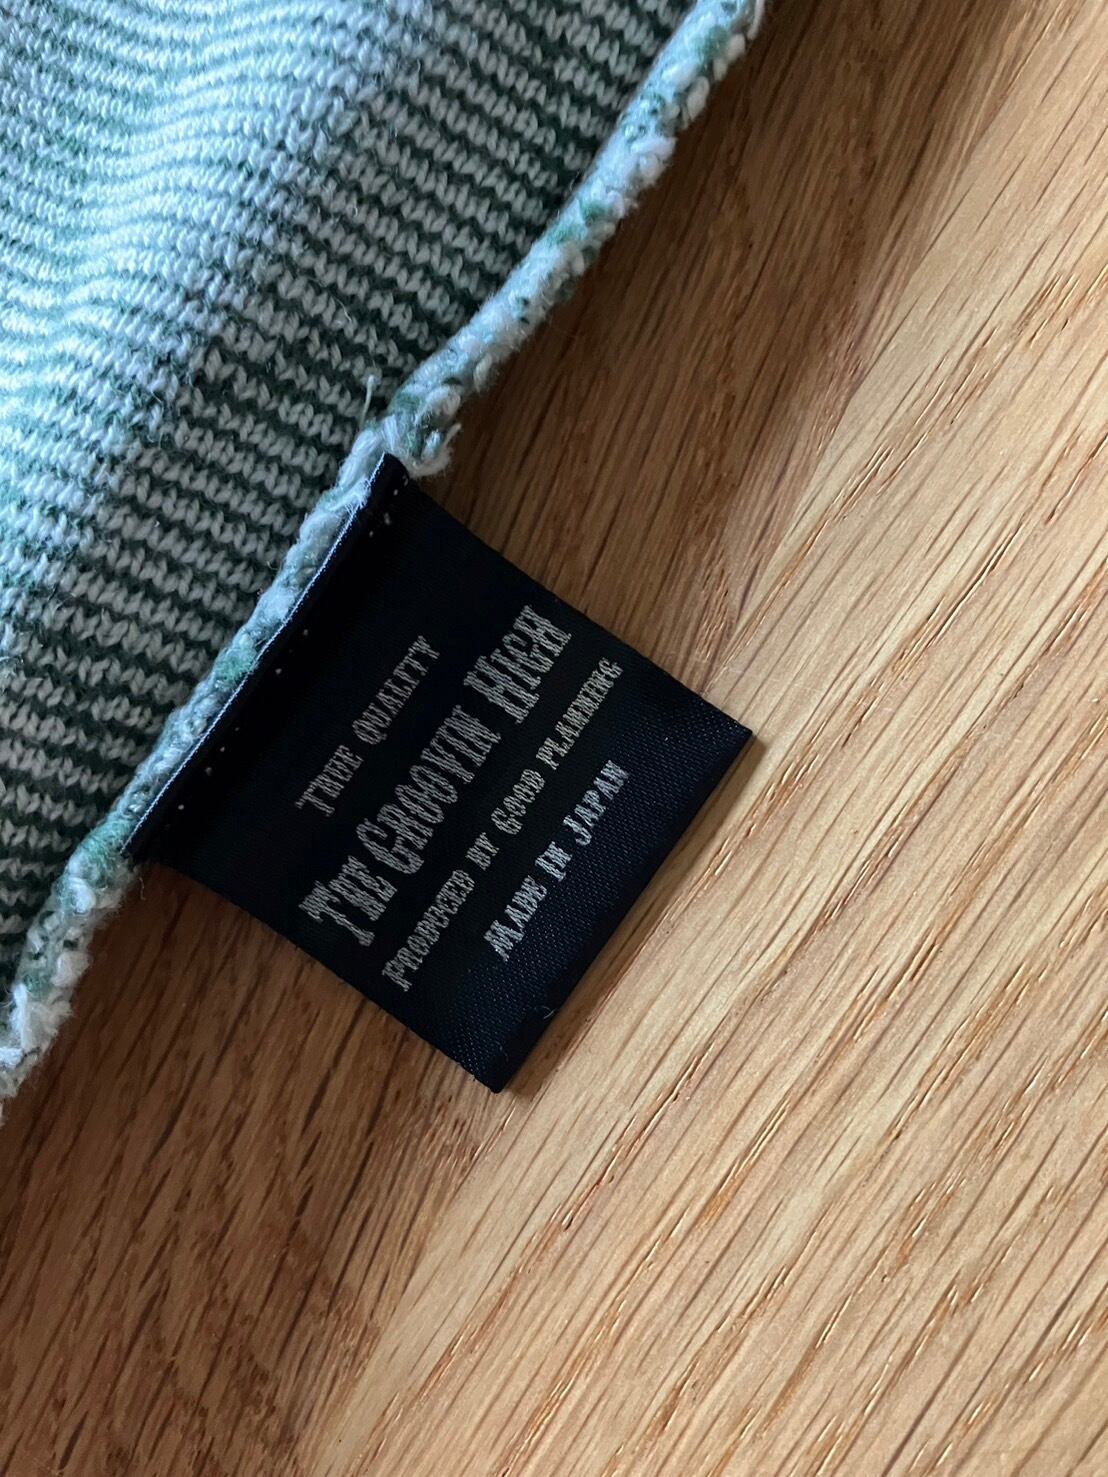 True Quality
The Groovin High
Produced by Good planning
Made In Japan